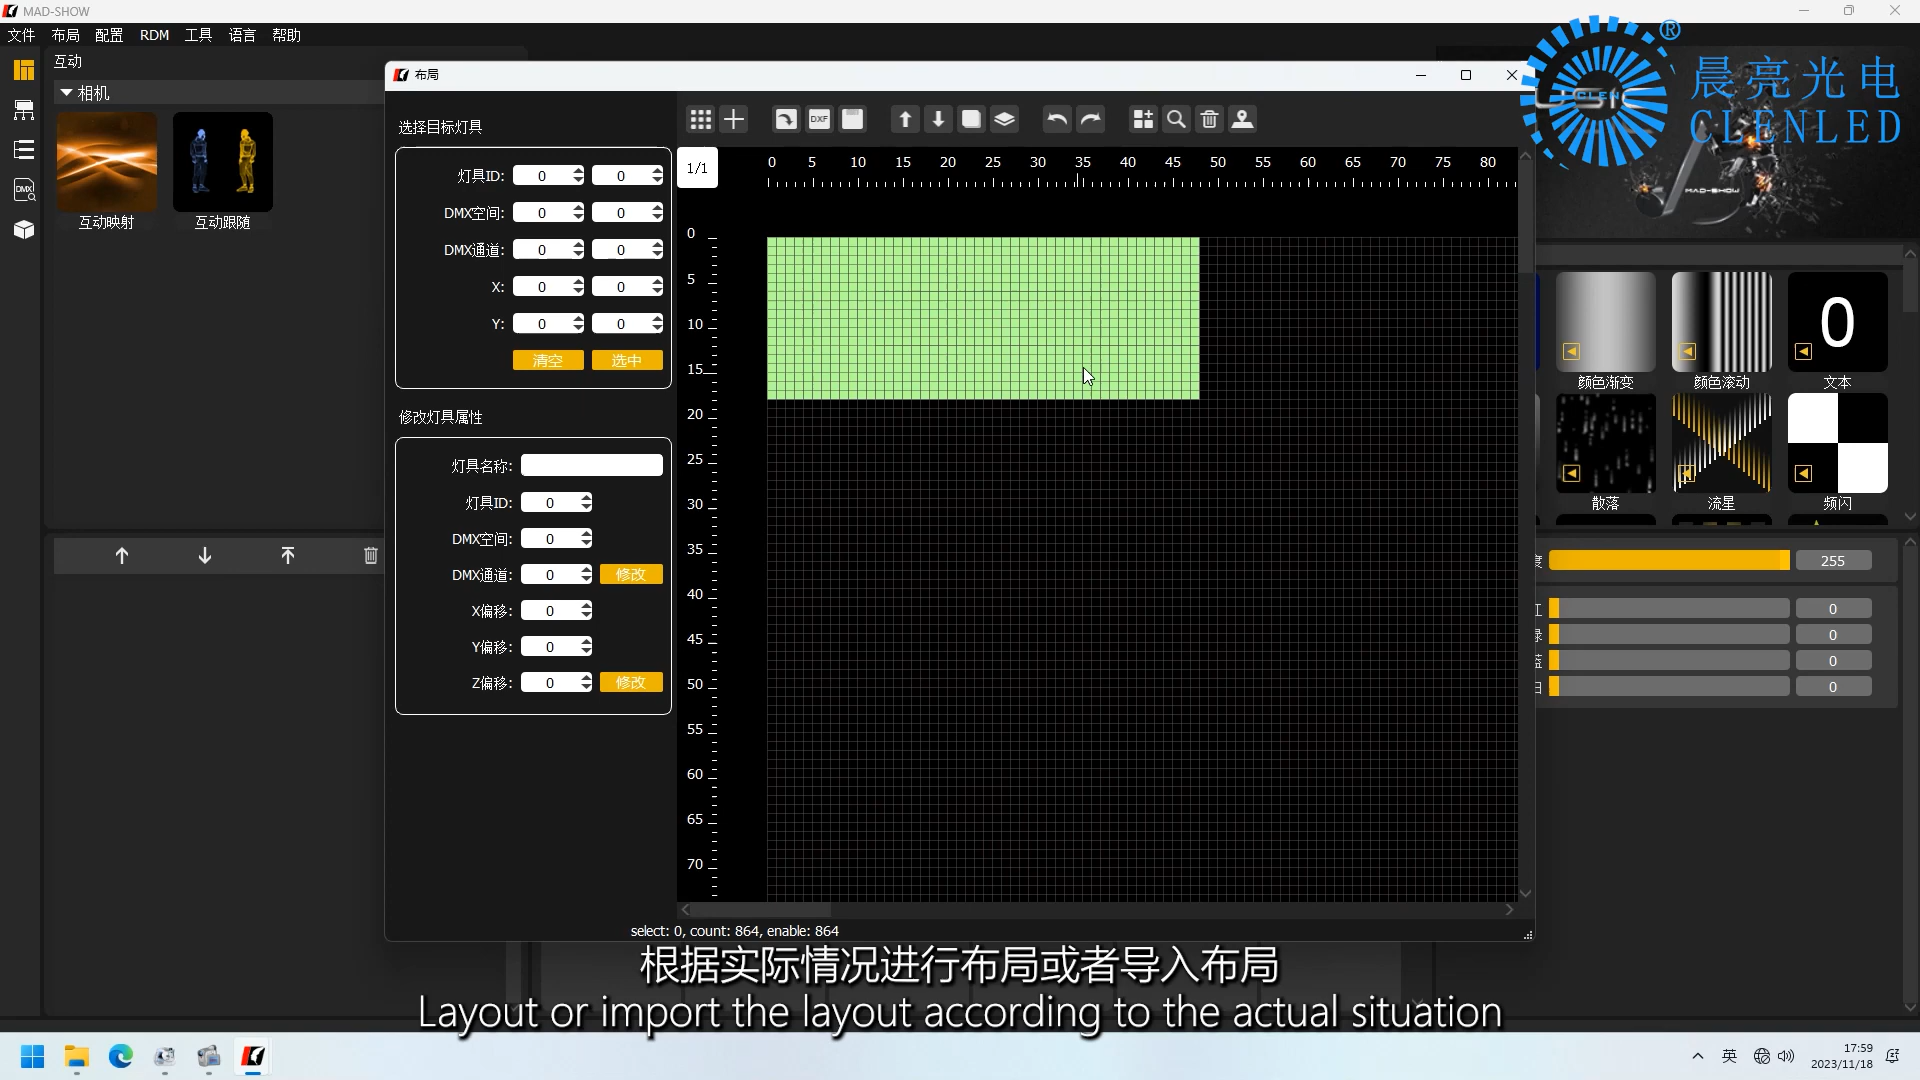 MAD-SHOW
文件 布局 配置 RDM 工具 语言 帮助
互动
相机
互动映射 互动跟随
布局
选择目标灯具
灯具ID: 0 0
DMX空间: 0 0
DMX通道: 0 0
X: 0 0
Y: 0 0
清空 选中
修改灯具属性
灯具名称:
灯具ID: 0
DMX空间: 0
DMX通道: 0 修改
X偏移: 0
Y偏移: 0
Z偏移: 0 修改
DXF
1/1
0 5 10 15 20 25 30 35 40 45 50 55 60 65 70 75 80
0
5
10
15
20
25
30
35
40
45
50
55
60
65
70
select: 0, count: 864, enable: 864
®
晨亮光电
CLENLED
CLEN
MAD-SHOW
DMX
0
颜色渐变 颜色滚动 文本
散落 流星 频闪
255
0
0
0
0
根据实际情况进行布局或者导入布局
Layout or import the layout according to the actual situation
英
17:59
2023/11/18